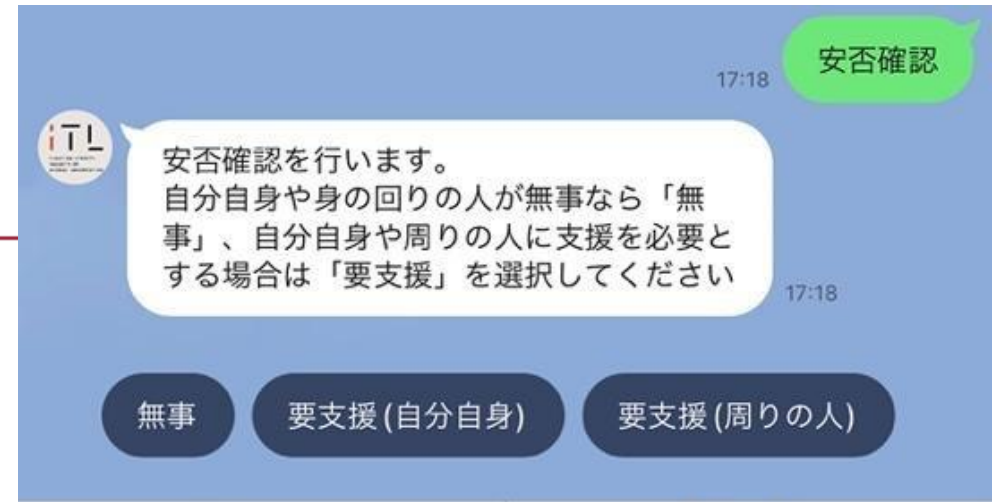 安否確認
17:18
iTL
安否確認を行います。
自分自身や身の回りの人が無事なら「無
事」、自分自身や周りの人に支援を必要と
する場合は「要支援」を選択してください
17:18
無事
要支援(自分自身)
要支援(周りの人)